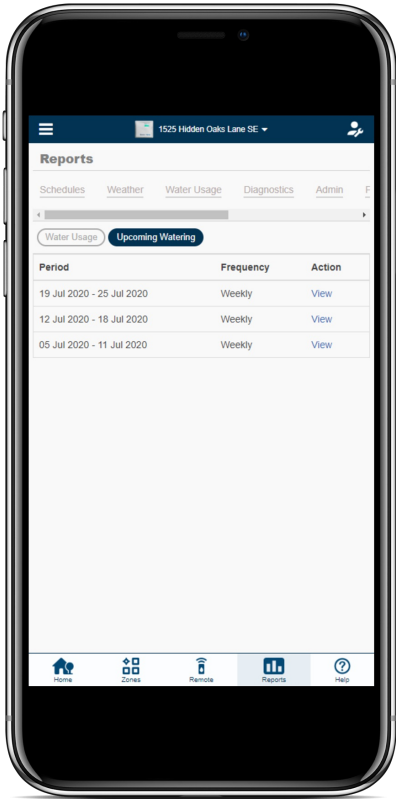 1525 Hidden Oaks Lane SE
Reports
Schedules Weather Water Usage Diagnostics Admin F
Water Usage Upcoming Watering
Period Frequency Action
19 Jul 2020 - 25 Jul 2020 Weekly View
12 Jul 2020 - 18 Jul 2020 Weekly View
05 Jul 2020 - 11 Jul 2020 Weekly View
Home Zones Remote Reports Help